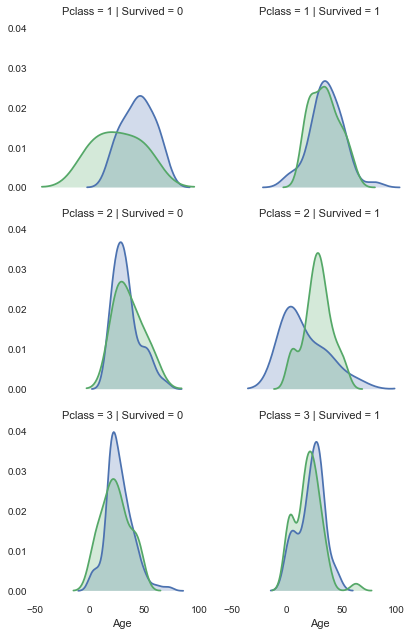 Pclass = 1 | Survived = 0
Pclass = 1 | Survived = 1
0.04
0.03
0.02
0.01
0.00
Pclass = 2 | Survived = 0
Pclass = 2 | Survived = 1
0.04
0.03
0.02
0.01
0.00
Pclass = 3 | Survived = 0
Pclass = 3 | Survived = 1
0.04
0.03
0.02
0.01
0.00
-50 0 50 100
-50 0 50 100
Age
Age